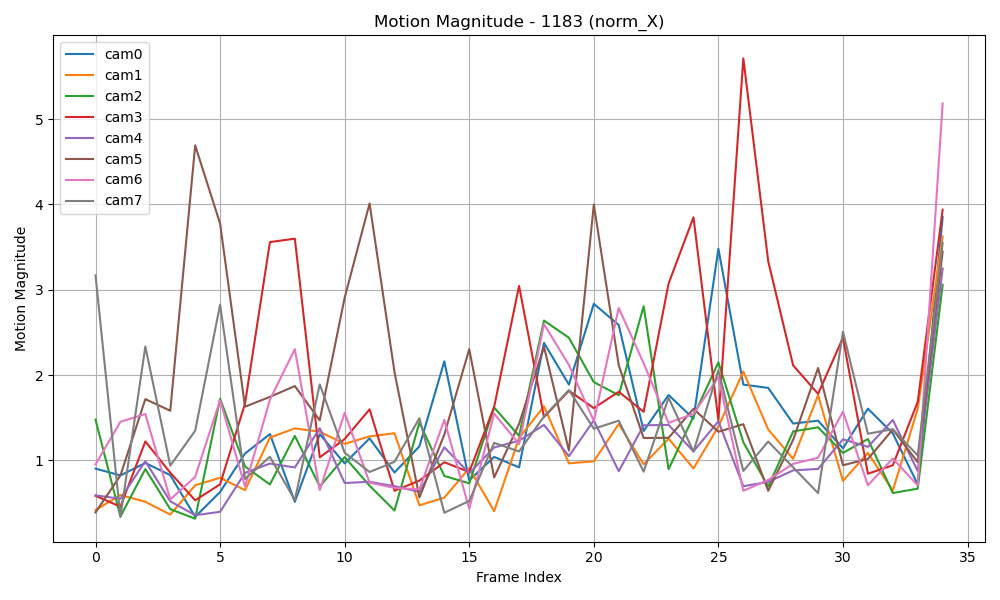 Motion Magnitude - 1183 (norm_X)
cam0
cam1
cam2
cam3
cam4
cam5
cam6
cam7
Motion Magnitude
5
4
3
2
1
0 5 10 15 20 25 30 35
Frame Index